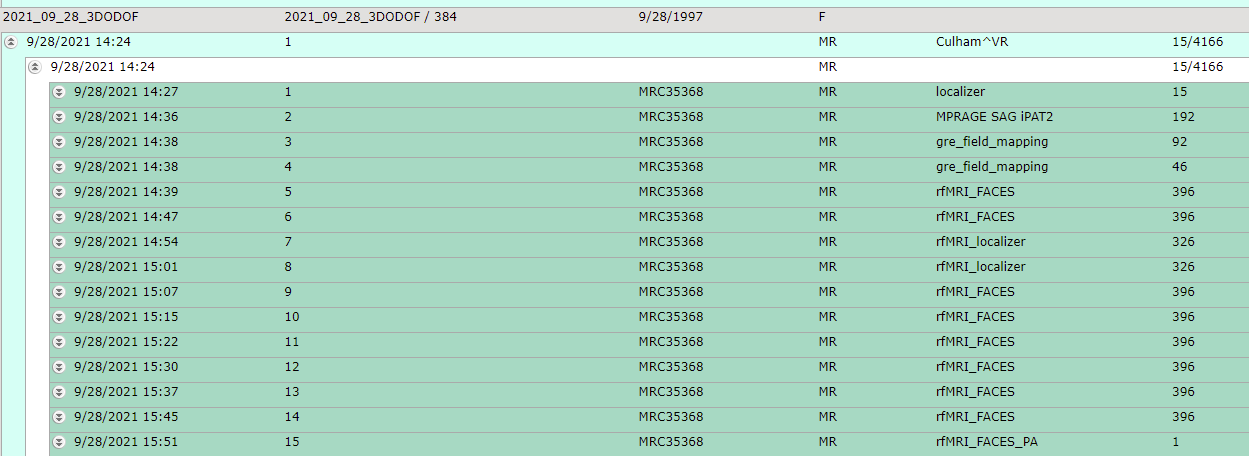 2021_09_28_3DODOF 2021_09_28_3DODOF / 384 9/28/1997 F
9/28/2021 14:24 1 MR Culham^VR 15/4166
9/28/2021 14:24 MR 15/4166
9/28/2021 14:27 1 MRC35368 MR localizer 15
9/28/2021 14:36 2 MRC35368 MR MPRAGE SAG iPAT2 192
9/28/2021 14:38 3 MRC35368 MR gre_field_mapping 92
9/28/2021 14:38 4 MRC35368 MR gre_field_mapping 46
9/28/2021 14:39 5 MRC35368 MR rfMRI_FACES 396
9/28/2021 14:47 6 MRC35368 MR rfMRI_FACES 396
9/28/2021 14:54 7 MRC35368 MR rfMRI_localizer 326
9/28/2021 15:01 8 MRC35368 MR rfMRI_localizer 326
9/28/2021 15:07 9 MRC35368 MR rfMRI_FACES 396
9/28/2021 15:15 10 MRC35368 MR rfMRI_FACES 396
9/28/2021 15:22 11 MRC35368 MR rfMRI_FACES 396
9/28/2021 15:30 12 MRC35368 MR rfMRI_FACES 396
9/28/2021 15:37 13 MRC35368 MR rfMRI_FACES 396
9/28/2021 15:45 14 MRC35368 MR rfMRI_FACES 396
9/28/2021 15:51 15 MRC35368 MR rfMRI_FACES_PA 1